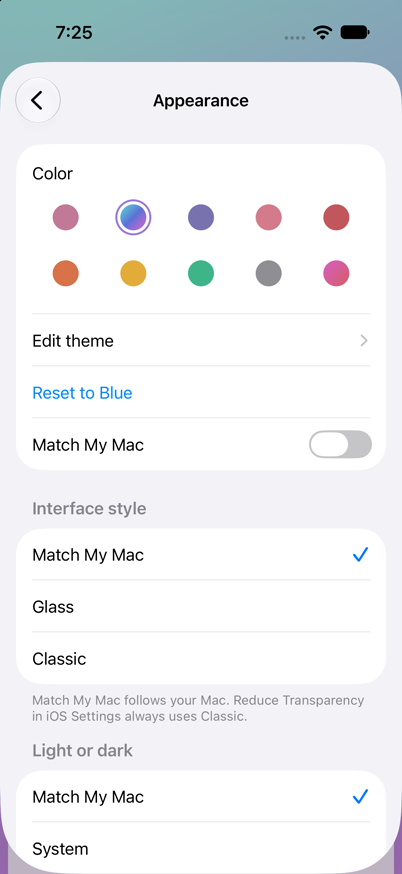 7:25
Appearance
Color
Edit theme
Reset to Blue
Match My Mac
Interface style
Match My Mac
Glass
Classic
Match My Mac follows your Mac. Reduce Transparency
in iOS Settings always uses Classic.
Light or dark
Match My Mac
System